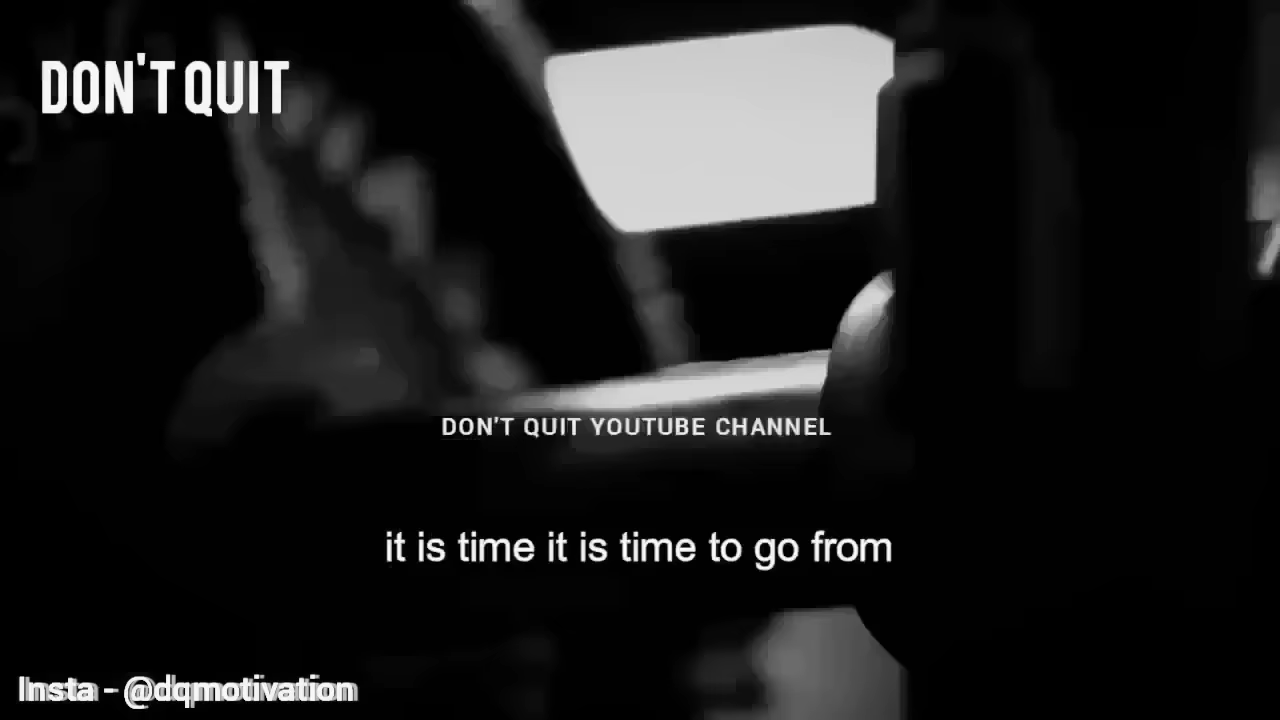 DON'T QUIT
DON'T QUIT YOUTUBE CHANNEL
it is time it is time to go from
Insta - @dqmotivation